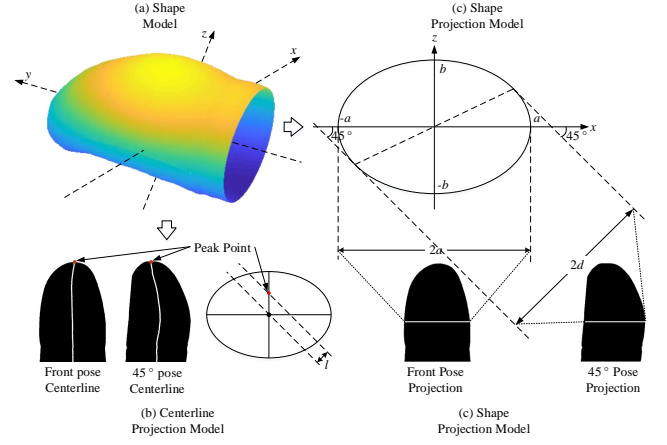 (a) Shape
Model
z
x
y
(c) Shape
Projection Model
z
b
-a
a
x
45°
45°
-b
2a
2d
Peak Point
l
Front pose
Centerline
45° pose
Centerline
Front Pose
Projection
45° Pose
Projection
(b) Centerline
Projection Model
(c) Shape
Projection Model